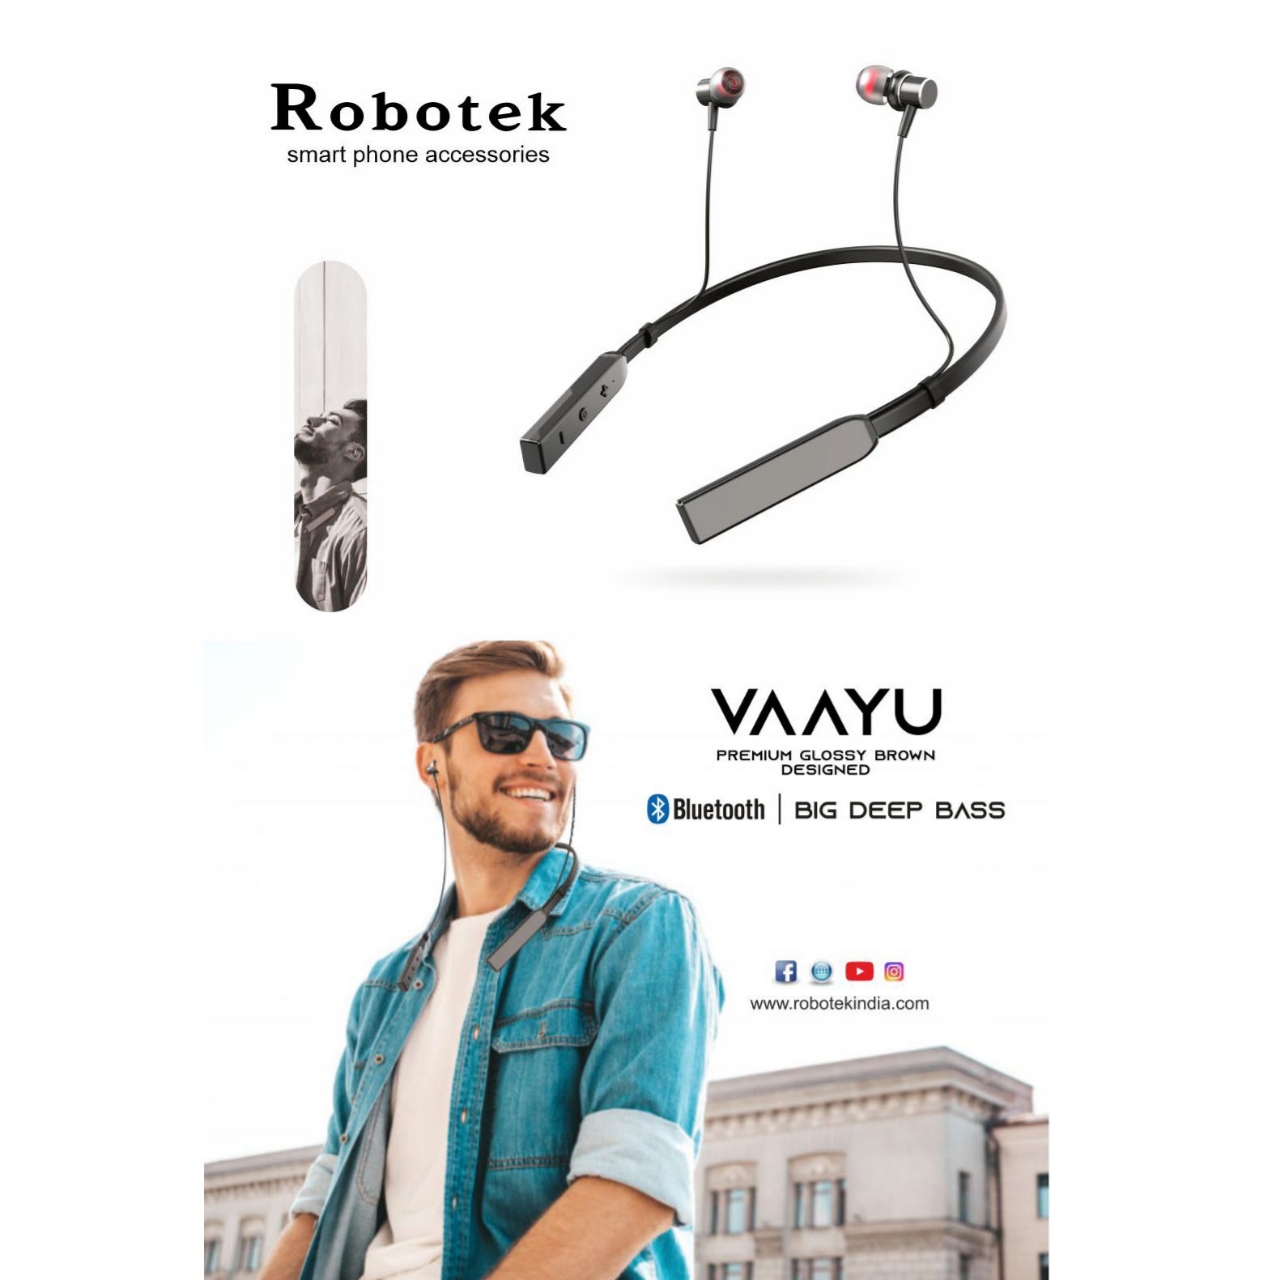 Robotek
smart phone accessories
VAAYU
PREMIUM GLOSSY BROWN
DESIGNED
Bluetooth | BIG DEEP BASS
www.robotekindia.com